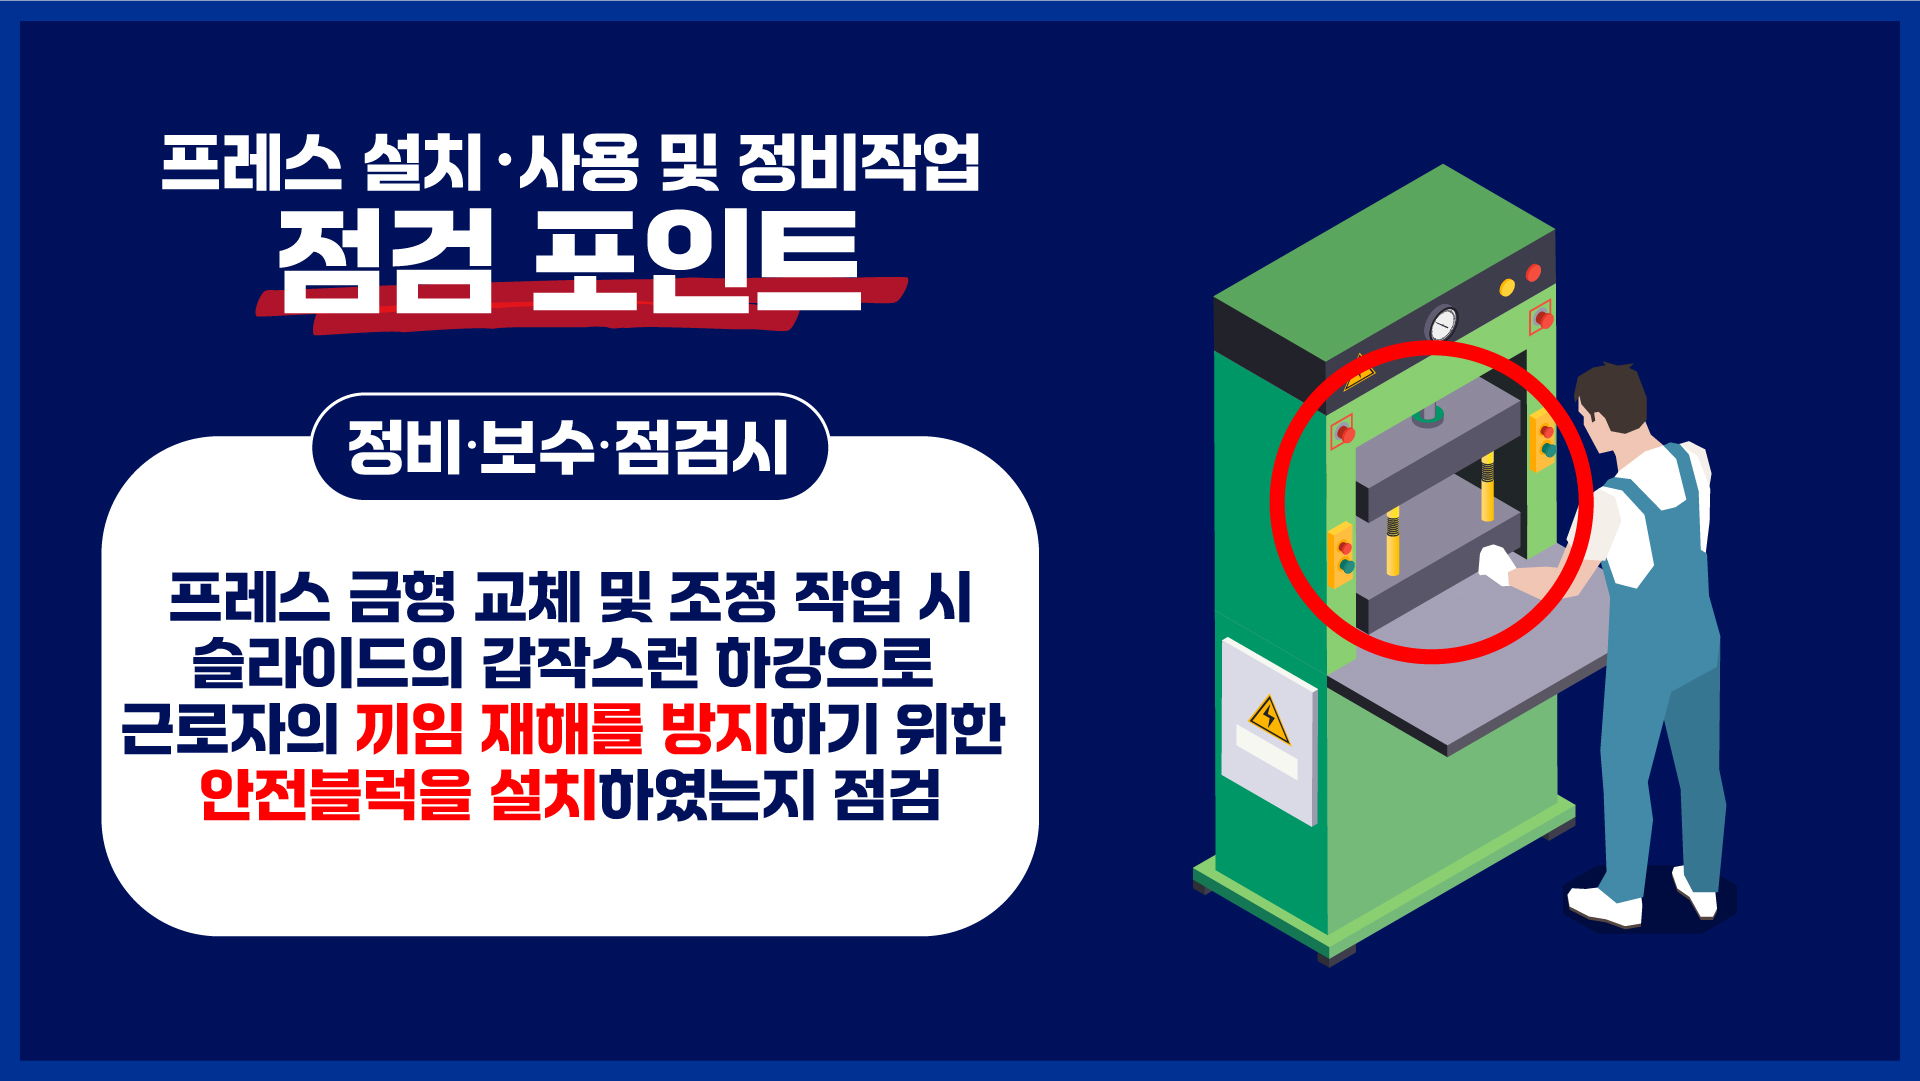 프레스 설치·사용 및 정비작업
점검 포인트
정비·보수·점검시
프레스 금형 교체 및 조정 작업 시
슬라이드의 갑작스런 하강으로
근로자의 끼임 재해를 방지하기 위한
안전블럭을 설치하였는지 점검